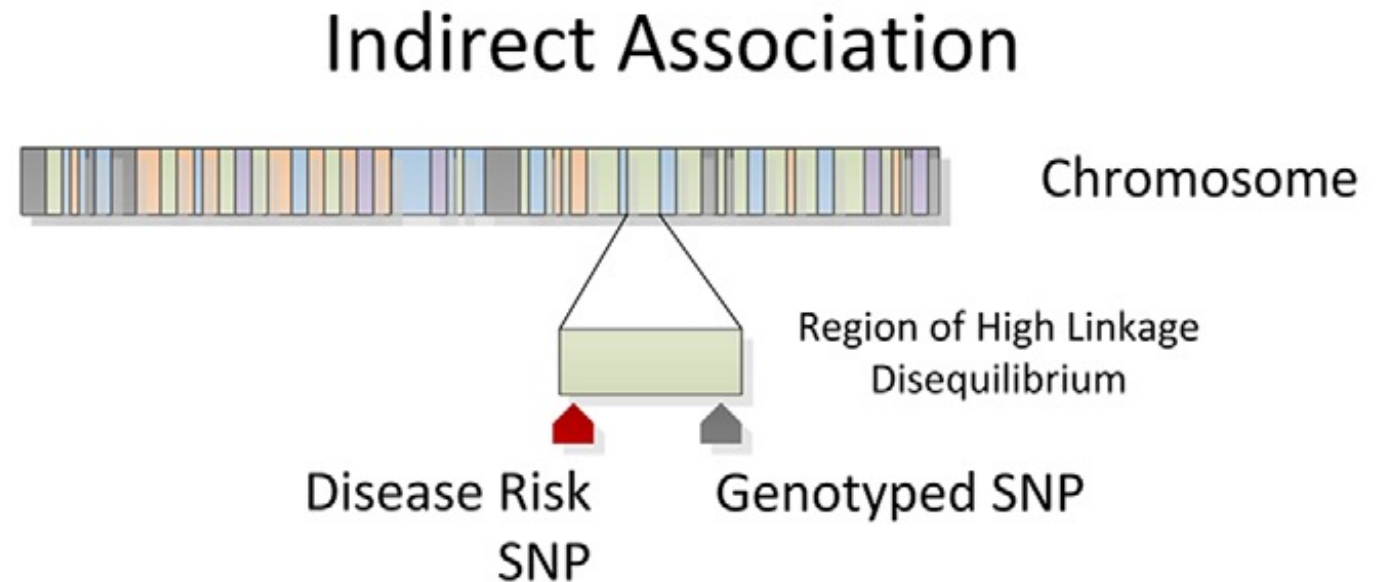 Indirect Association
Chromosome
Region of High Linkage
Disequilibrium
Disease Risk
SNP
Genotyped SNP